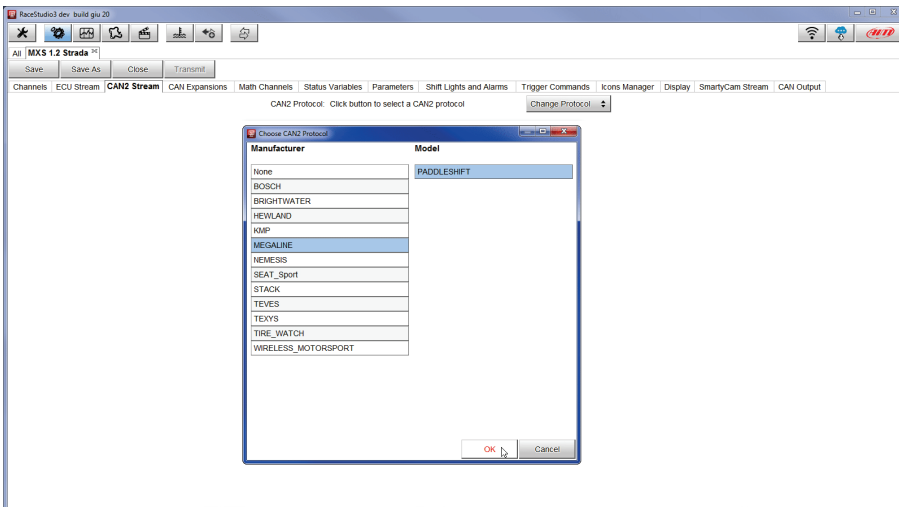 RaceStudio3 dev build giu 20
AiM
All MXS 1.2 Strada
Save Save As Close Transmit
Channels ECU Stream CAN2 Stream CAN Expansions Math Channels Status Variables Parameters Shift Lights and Alarms Trigger Commands Icons Manager Display SmartyCam Stream CAN Output
CAN2 Protocol: Click button to select a CAN2 protocol Change Protocol
Choose CAN2 Protocol
Manufacturer Model
None PADDLESHIFT
BOSCH
BRIGHTWATER
HEWLAND
KMP
MEGALINE
NEMESIS
SEAT_Sport
STACK
TEVES
TEXYS
TIRE_WATCH
WIRELESS_MOTORSPORT
OK Cancel